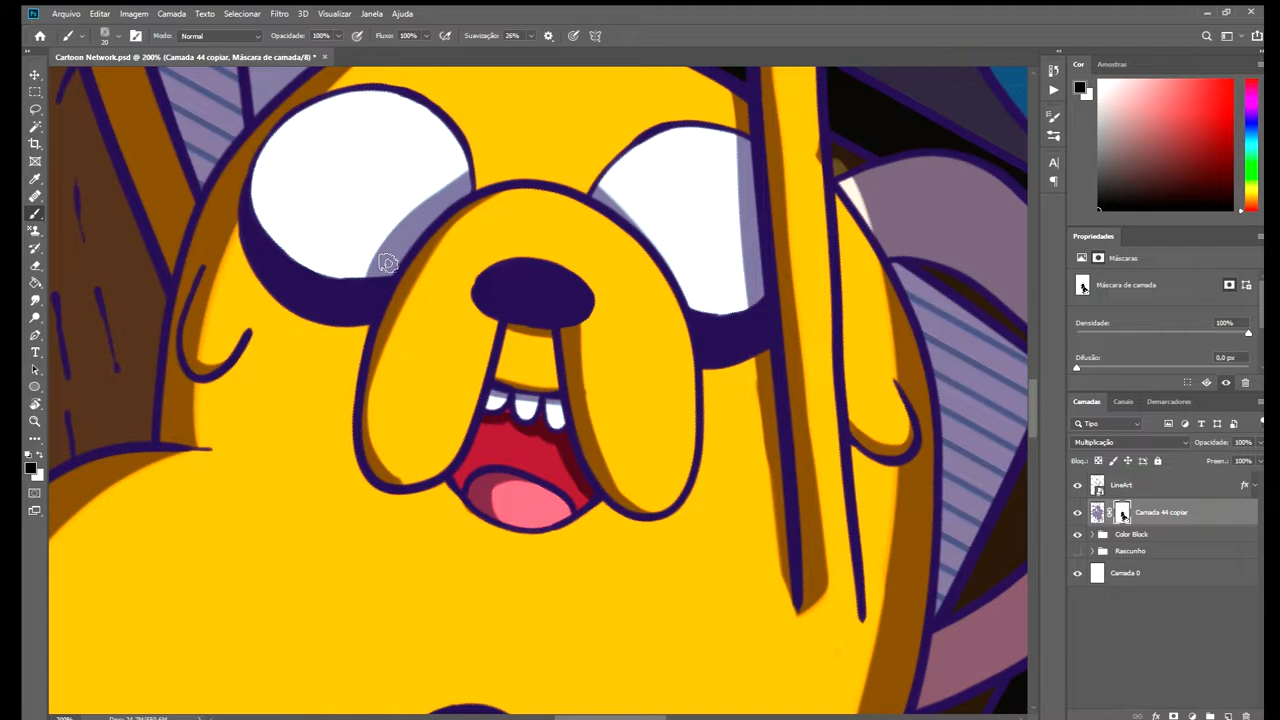 Ps Arquivo Editar Imagem Camada Texto Selecionar Filtro 3D Visualizar Janela Ajuda
20 Modo: Normal Opacidade: 100% Fluxo: 100% Suavização: 26%
Cartoon Network.psd @ 200% (Camada 44 copiar, Máscara de camada/8) * ×
Cor Amostras
Propriedades
Máscaras
Máscara de camada
Densidade: 100%
Difusão: 0,0 px
Camadas Canais Demarcadores
Tipo
Multiplicação Opacidade: 100%
Bloq.: Preen.: 100%
LineArt fx
Camada 44 copiar
Color Block
Rascunho
Camada 0